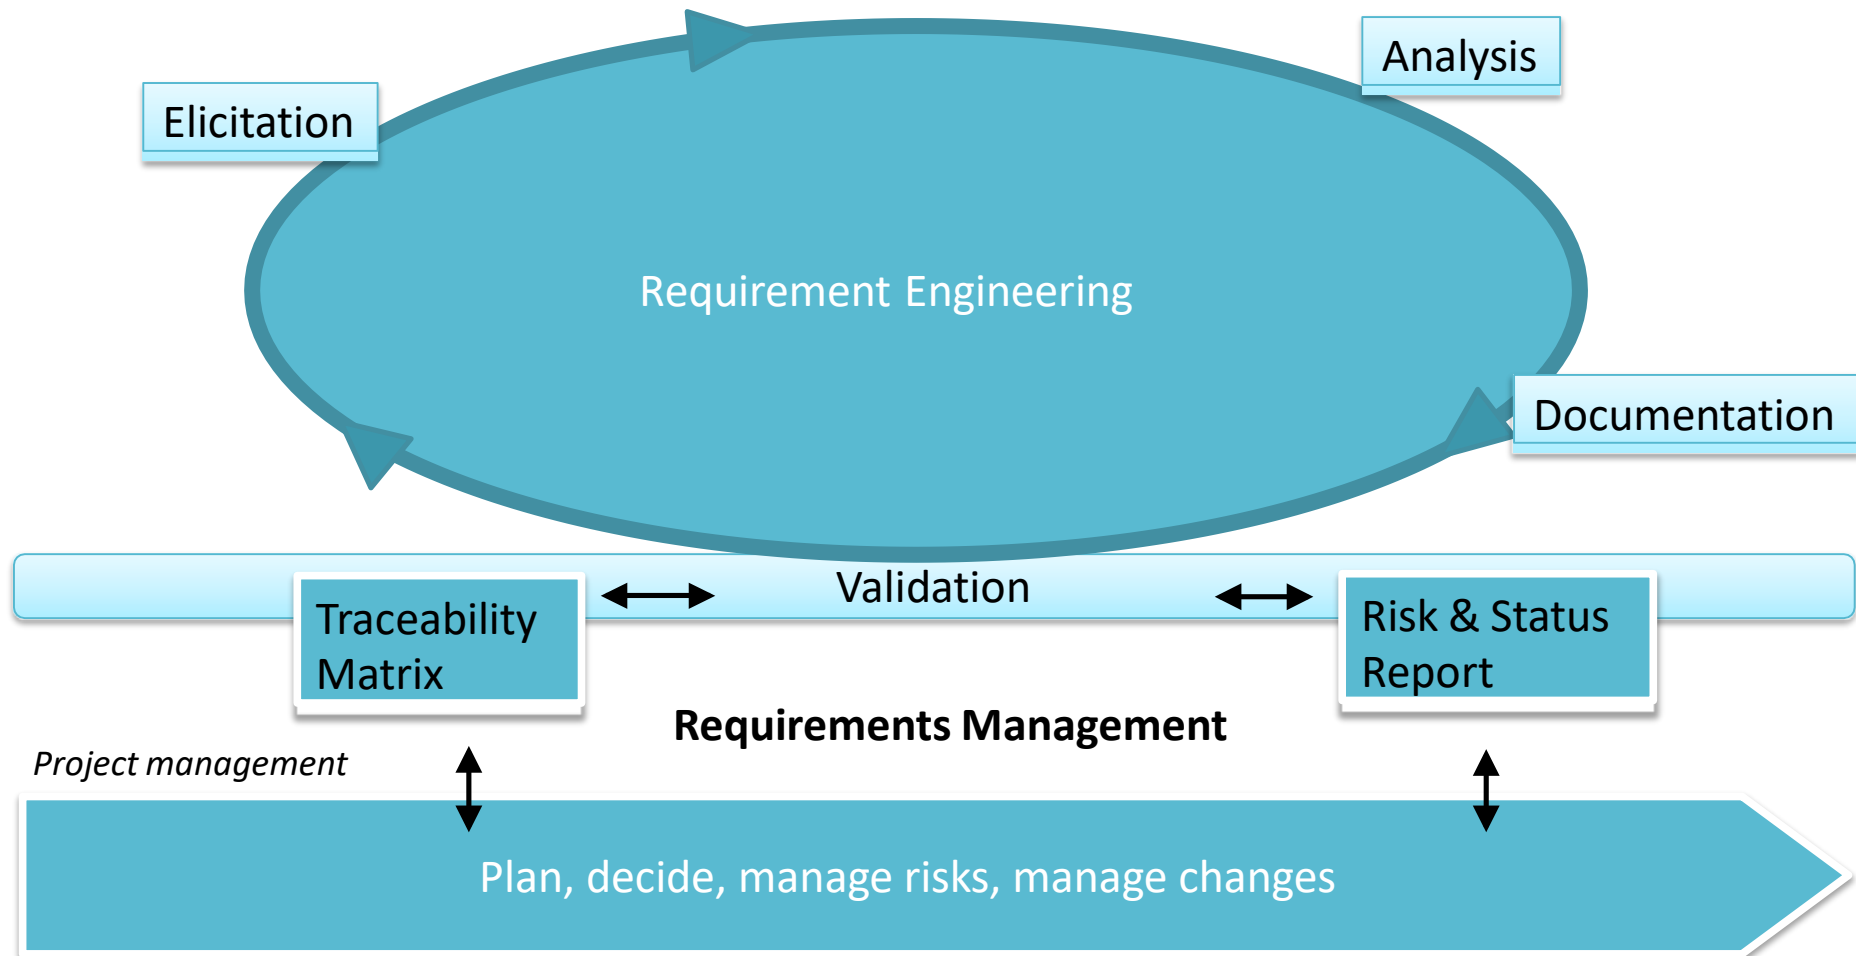 Analysis
Elicitation
Requirement Engineering
Documentation
Validation
Traceability
Matrix
Risk & Status
Report
Requirements Management
Project management
Plan, decide, manage risks, manage changes